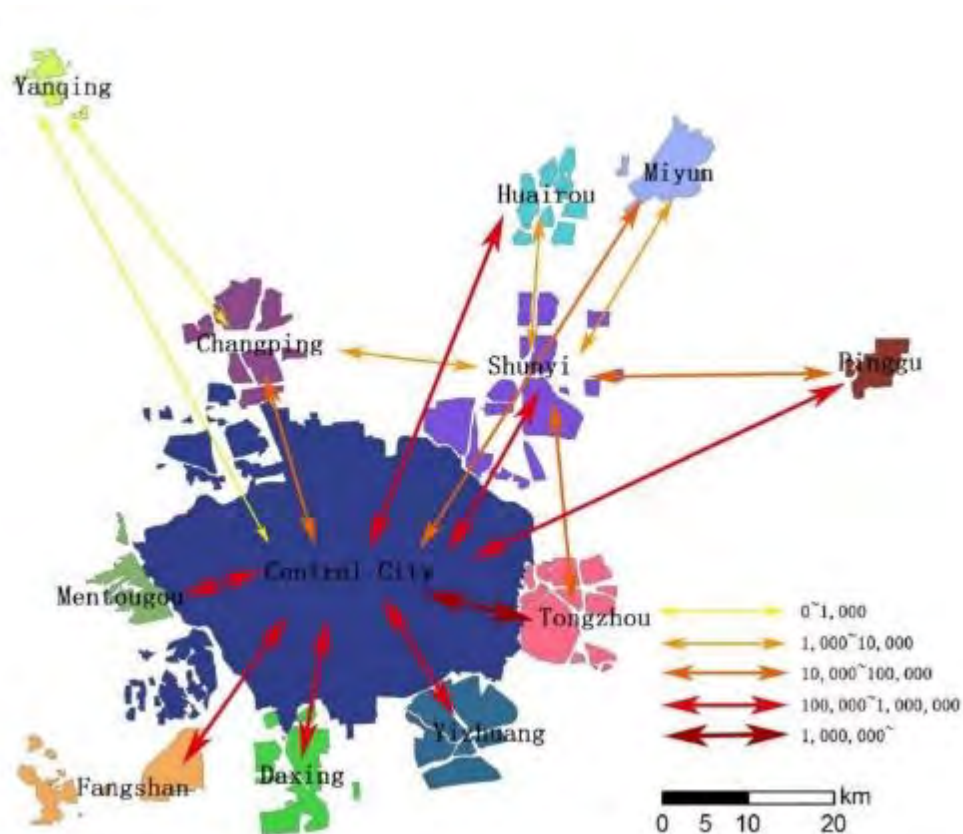 Yanqing
Miyun
Huairou
Changping
Shunyi
Pinggu
Central City
Mentougou
Tongzhou
0~1,000
1,000~10,000
10,000~100,000
100,000~1,000,000
1,000,000~
Yizhuang
Fangshan
Daxing
km
0 5 10 20